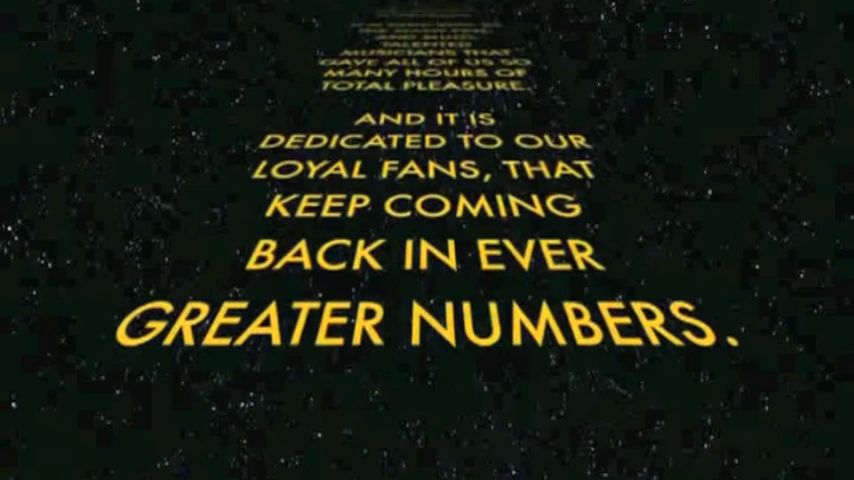 TALENTED
MUSICIANS THAT
GAVE ALL OF US SO
MANY HOURS OF
TOTAL PLEASURE.
AND IT IS
DEDICATED TO OUR
LOYAL FANS, THAT
KEEP COMING
BACK IN EVER
GREATER NUMBERS.